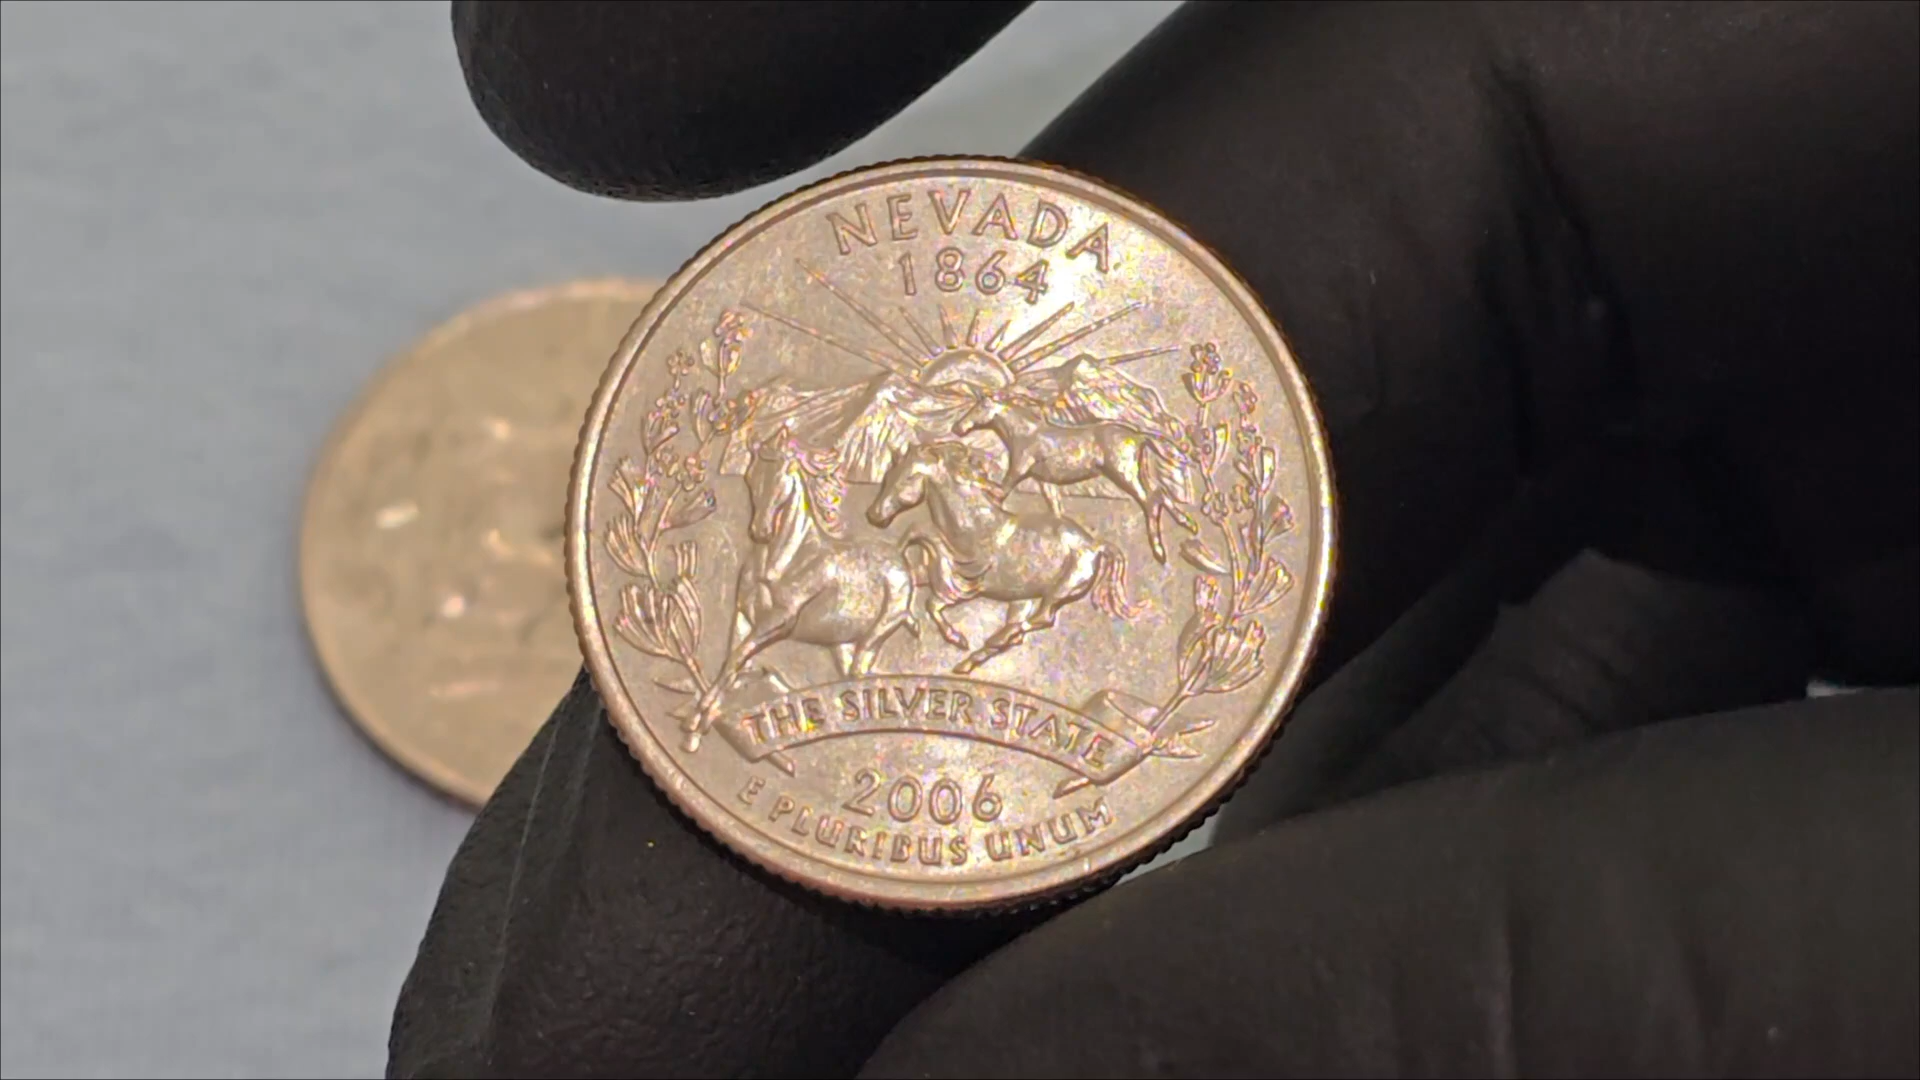 NEVADA
1864
THE SILVER STATE
2006
E PLURIBUS UNUM